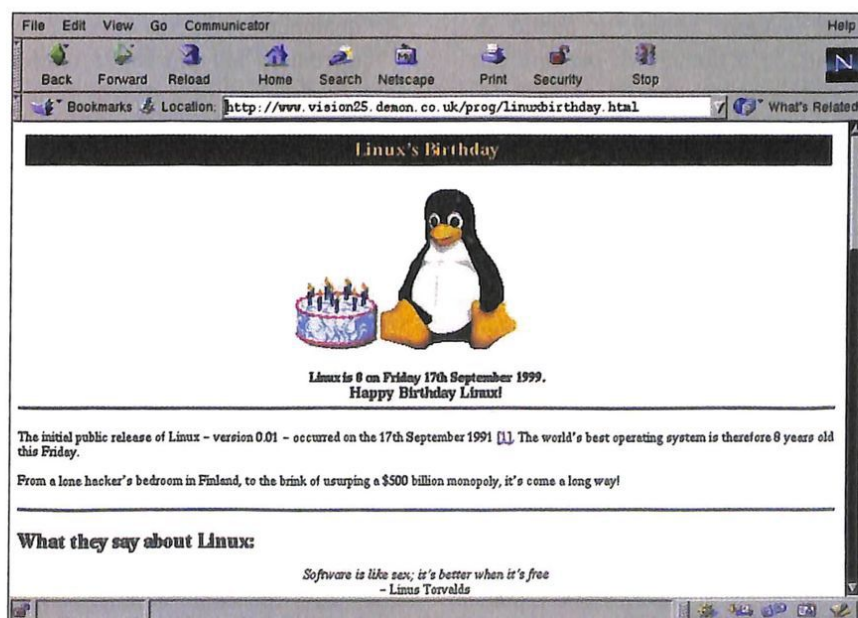 File Edit View Go Communicator Help
Back Forward Reload Home Search Netscape Print Security Stop
N
Bookmarks Location: http://www.vision25.demon.co.uk/prog/linuxbirthday.html What's Related
Linux's Birthday
Linux is 8 on Friday 17th September 1999.
Happy Birthday Linux!
The initial public release of Linux – version 0.01 – occurred on the 17th September 1991 [1]. The world's best operating system is therefore 8 years old
this Friday.
From a lone hacker's bedroom in Finland, to the brink of usurping a $500 billion monopoly, it's come a long way!
What they say about Linux:
Software is like sex; it's better when it's free
– Linus Torvalds